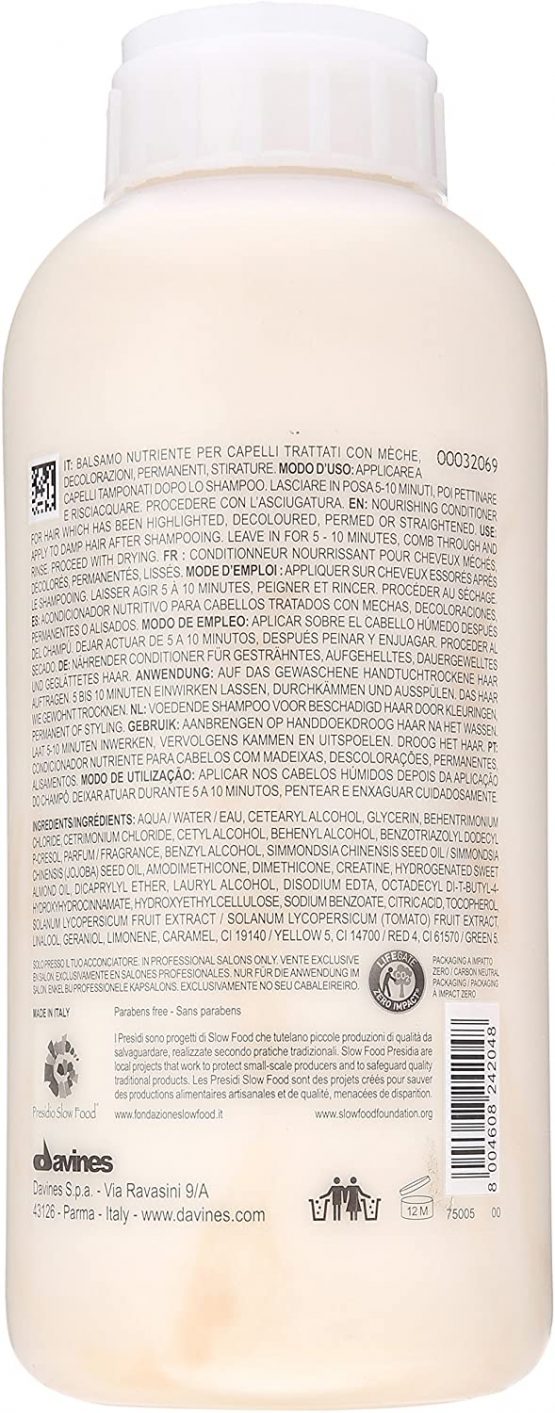 IT: BALSAMO NUTRIENTE PER CAPELLI TRATTATI CON MÈCHE,
00032069
DECOLORAZIONI, PERMANENTI, STIRATURE. MODO D'USO: APPLICARE A
CAPELLI TAMPONATI DOPO LO SHAMPOO. LASCIARE IN POSA 5-10 MINUTI, POI PETTINARE
E RISCIACQUARE. PROCEDERE CON L'ASCIUGATURA. EN: NOURISHING CONDITIONER
FOR HAIR WHICH HAS BEEN HIGHLIGHTED, DECOLOURED, PERMED OR STRAIGHTENED. USE:
APPLY TO DAMP HAIR AFTER SHAMPOOING. LEAVE IN FOR 5 - 10 MINUTES, COMB THROUGH AND
RINSE. PROCEED WITH DRYING. FR : CONDITIONNEUR NOURRISSANT POUR CHEVEUX MÉCHÉS,
DÉCOLORÉS, PERMANENTÉS, LISSÉS. MODE D'EMPLOI : APPLIQUER SUR CHEVEUX ESSORÉS APRÈS
LE SHAMPOOING. LAISSER AGIR 5 À 10 MINUTES, PEIGNER ET RINCER. PROCÉDER AU SÉCHAGE.
ES: ACONDICIONADOR NUTRITIVO PARA CABELLOS TRATADOS CON MECHAS, DECOLORACIONES,
PERMANENTES O ALISADOS. MODO DE EMPLEO: APLICAR SOBRE EL CABELLO HÚMEDO DESPUÉS
DEL CHAMPÚ. DEJAR ACTUAR DE 5 A 10 MINUTOS, DESPUÉS PEINAR Y ENJUAGAR. PROCEDER AL
SECADO. DE: NÄHRENDER CONDITIONER FÜR GESTRÄHNTES, AUFGEHELLTES, DAUERGEWELLTES
UND GEGLÄTTETES HAAR. ANWENDUNG: AUF DAS GEWASCHENE HANDTUCHTROCKENE HAAR
AUFTRAGEN. 5 BIS 10 MINUTEN EINWIRKEN LASSEN, DURCHKÄMMEN UND AUSSPÜLEN. DAS HAAR
WIE GEWOHNT TROCKNEN. NL: VOEDENDE SHAMPOO VOOR BESCHADIGD HAAR DOOR KLEURINGEN,
PERMANENT OF STYLING. GEBRUIK: AANBRENGEN OP HANDDOEKDROOG HAAR NA HET WASSEN.
LAAT 5-10 MINUTEN INWERKEN, VERVOLGENS KAMMEN EN UITSPOELEN. DROOG HET HAAR. PT:
CONDICIONADOR NUTRIENTE PARA CABELOS COM MADEIXAS, DESCOLORAÇÕES, PERMANENTES,
ALISAMENTOS. MODO DE UTILIZAÇÃO: APLICAR NOS CABELOS HÚMIDOS DEPOIS DA APLICAÇÃO
DO CHAMPÔ. DEIXAR ATUAR DURANTE 5 A 10 MINUTOS, PENTEAR E ENXAGUAR CUIDADOSAMENTE.
INGREDIENTS/INGRÉDIENTS: AQUA / WATER / EAU, CETEARYL ALCOHOL, GLYCERIN, BEHENTRIMONIUM
CHLORIDE, CETRIMONIUM CHLORIDE, CETYL ALCOHOL, BEHENYL ALCOHOL, BENZOTRIAZOLYL DODECYL
P-CRESOL PARFUM / FRAGRANCE, BENZYL ALCOHOL, SIMMONDSIA CHINENSIS SEED OIL / SIMMONDSIA
CHINENSIS (JOJOBA) SEED OIL, AMODIMETHICONE, DIMETHICONE, CREATINE, HYDROGENATED SWEET
ALMOND OIL, DICAPRYLYL ETHER, LAURYL ALCOHOL, DISODIUM EDTA, OCTADECYL DI-T-BUTYL-4-
HYDROXYHYDROCINNAMATE, HYDROXYETHYLCELLULOSE, SODIUM BENZOATE, CITRIC ACID, TOCOPHEROL,
SOLANUM LYCOPERSICUM FRUIT EXTRACT / SOLANUM LYCOPERSICUM (TOMATO) FRUIT EXTRACT,
LINALOOL GERANIOL, LIMONENE, CARAMEL, CI 19140 / YELLOW 5, CI 14700 / RED 4, CI 61570 / GREEN 5.
SOLO PRESSO IL TUO ACCONCIATORE. IN PROFESSIONAL SALONS ONLY. VENTE EXCLUSIVE
EN SALON. EXCLUSIVAMENTE EN SALONES PROFESIONALES. NUR FÜR DIE ANWENDUNG IM
SALON. ENKEL BIJ PROFESSIONELE KAPSALONS. EXCLUSIVO NO SEU CABALEIREIRO.
LIFEGATE
CO2
ZERO IMPACT®
PACKAGING A IMPATTO
ZERO / CARBON NEUTRAL
PACKAGING / PACKAGING
À IMPACT ZÉRO
MADE IN ITALY
Parabens free - Sans parabens
I Presìdi sono progetti di Slow Food che tutelano piccole produzioni di qualità da
salvaguardare, realizzate secondo pratiche tradizionali. Slow Food Presidia are
local projects that work to protect small-scale producers and to safeguard quality
traditional products. Les Presidi Slow Food sont des projets créés pour sauver
des productions alimentaires artisanales et de qualité, menacées de disparition.
Presidio Slow Food®
www.fondazioneslowfood.it
www.slowfoodfoundation.org
davines
Davines S.p.a. - Via Ravasini 9/A
43126 - Parma - Italy - www.davines.com
12 M
75005
00
8 004608 242048